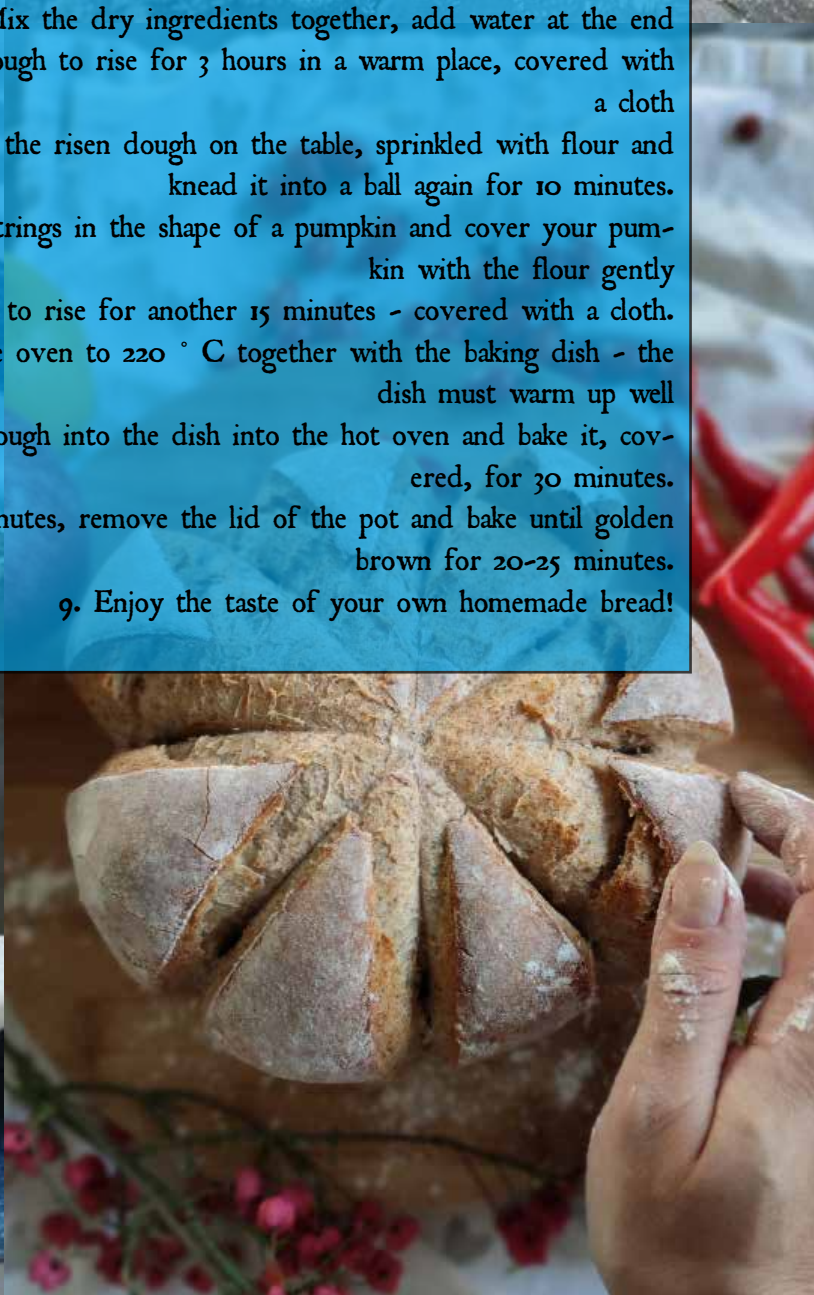 the dry ingredients together, add water at the end
to rise for 3 hours in a warm place, covered with
a cloth
the risen dough on the table, sprinkled with flour and
knead it into a ball again for 10 minutes.
in the shape of a pumpkin and cover your pum-
kin with the flour gently
to rise for another 15 minutes - covered with a cloth.
oven to 220 ° C together with the baking dish - the
dish must warm up well
into the dish into the hot oven and bake it, cov-
ered, for 30 minutes.
remove the lid of the pot and bake until golden
brown for 20-25 minutes.
9. Enjoy the taste of your own homemade bread!